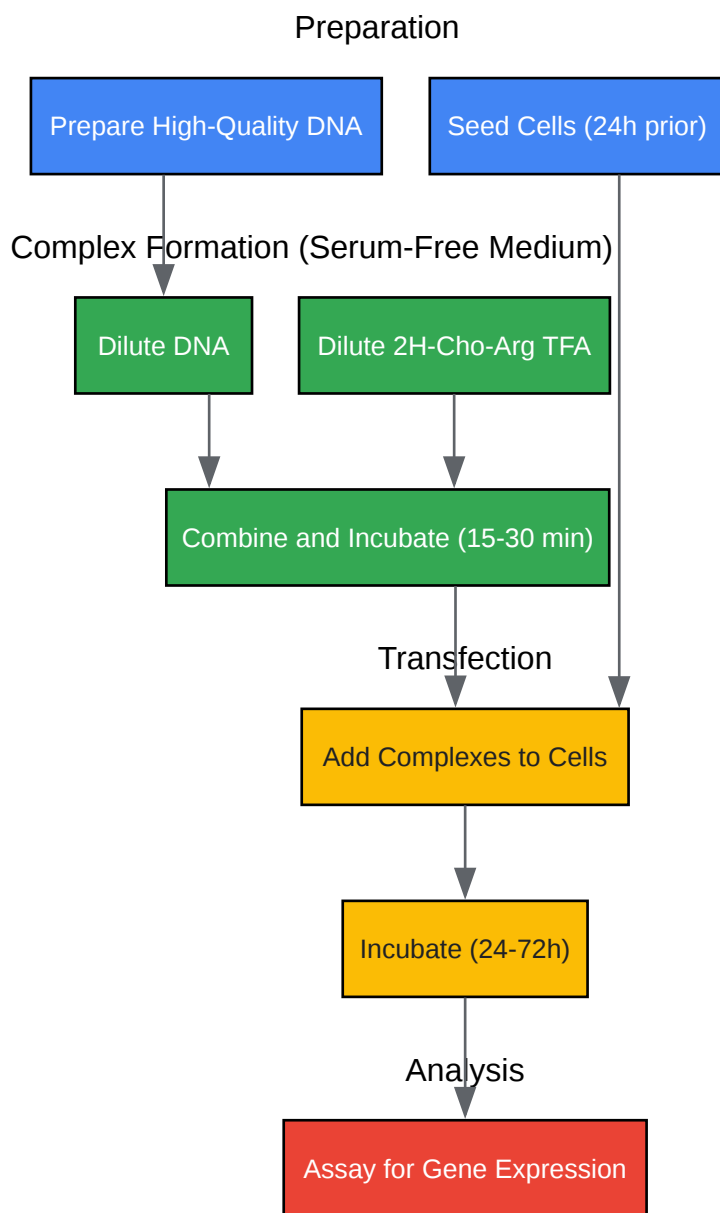 Preparation
Prepare High-Quality DNA
Seed Cells (24h prior)
Complex Formation (Serum-Free Medium)
Dilute DNA
Dilute 2H-Cho-Arg TFA
Combine and Incubate (15-30 min)
Transfection
Add Complexes to Cells
Incubate (24-72h)
Analysis
Assay for Gene Expression